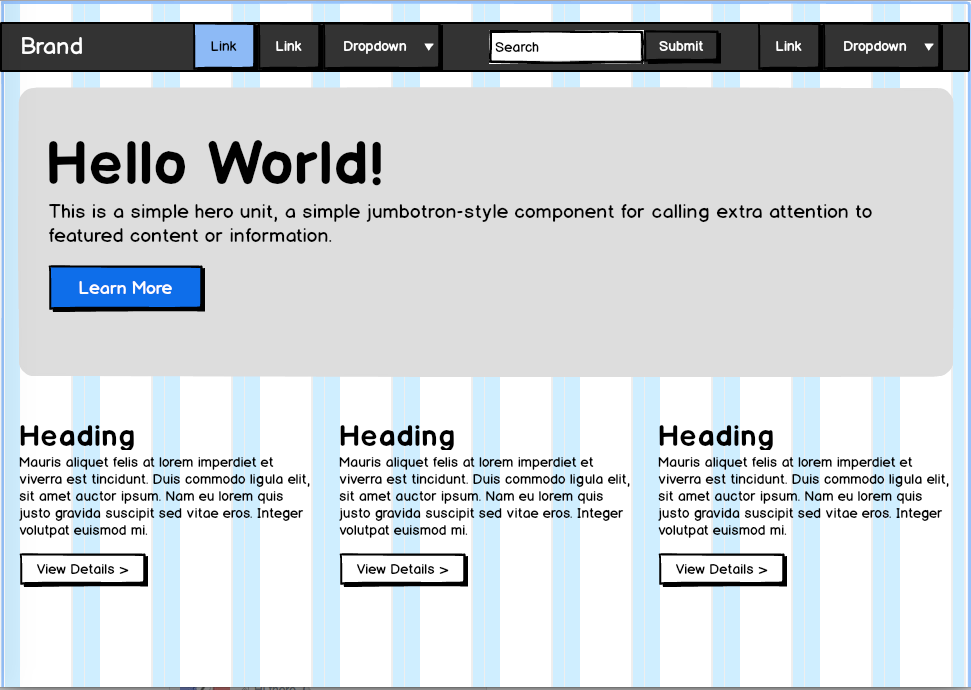 Brand Link Link Dropdown Search Submit Link Dropdown
Hello World!
This is a simple hero unit, a simple jumbotron-style component for calling extra attention to
featured content or information.
Learn More
Heading
Mauris aliquet felis at lorem imperdiet et
viverra est tincidunt. Duis commodo ligula elit,
sit amet auctor ipsum. Nam eu lorem quis
justo gravida suscipit sed vitae eros. Integer
volutpat euismod mi.
View Details >
Heading
Mauris aliquet felis at lorem imperdiet et
viverra est tincidunt. Duis commodo ligula elit,
sit amet auctor ipsum. Nam eu lorem quis
justo gravida suscipit sed vitae eros. Integer
volutpat euismod mi.
View Details >
Heading
Mauris aliquet felis at lorem imperdiet et
viverra est tincidunt. Duis commodo ligula elit,
sit amet auctor ipsum. Nam eu lorem quis
justo gravida suscipit sed vitae eros. Integer
volutpat euismod mi.
View Details >